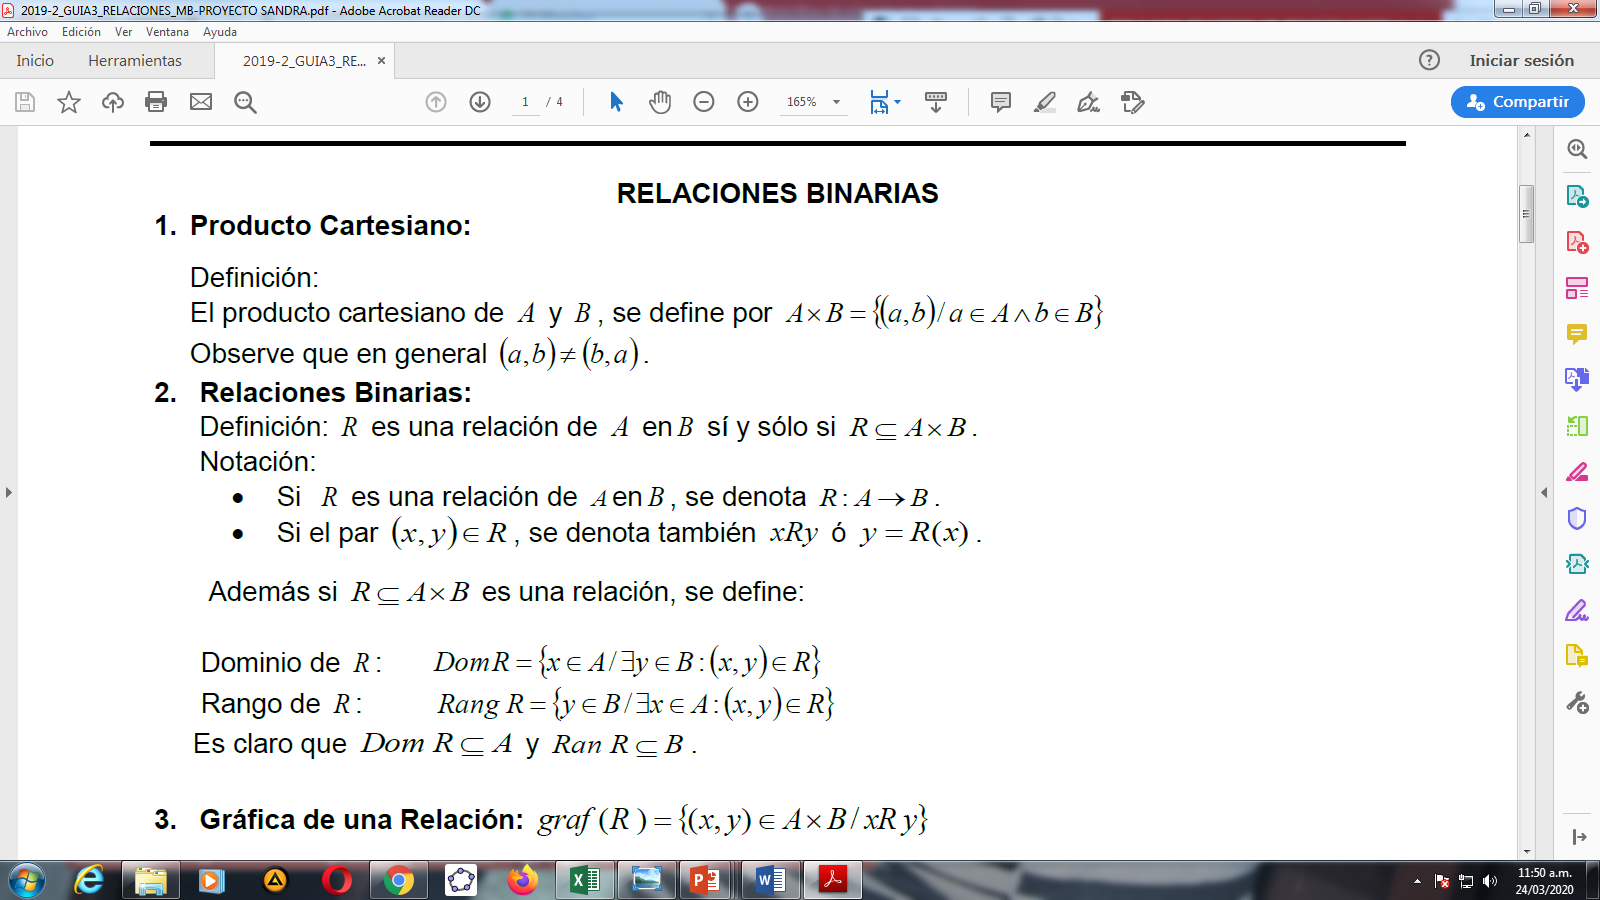 2019-2_GUIA3_RELACIONES_MB-PROYECTO SANDRA.pdf - Adobe Acrobat Reader DC
Archivo Edición Ver Ventana Ayuda
Inicio Herramientas 2019-2_GUIA3_RE... × Iniciar sesión
1 / 4 165% Compartir
RELACIONES BINARIAS
1. Producto Cartesiano:
Definición:
El producto cartesiano de A y B, se define por A×B = {(a,b)/a ∈ A ∧ b ∈ B}
Observe que en general (a,b) ≠ (b,a).
2. Relaciones Binarias:
Definición: R es una relación de A en B sí y sólo si R ⊆ A×B.
Notación:
• Si R es una relación de A en B, se denota R : A → B.
• Si el par (x, y) ∈ R, se denota también xRy ó y = R(x).
Además si R ⊆ A×B es una relación, se define:
Dominio de R: DomR = {x ∈ A/∃y ∈ B : (x, y) ∈ R}
Rango de R: Rang R = {y ∈ B/∃x ∈ A : (x, y) ∈ R}
Es claro que Dom R ⊆ A y Ran R ⊆ B.
3. Gráfica de una Relación: graf (R ) = {(x, y) ∈ A×B/ xR y}
11:50 a.m.
24/03/2020